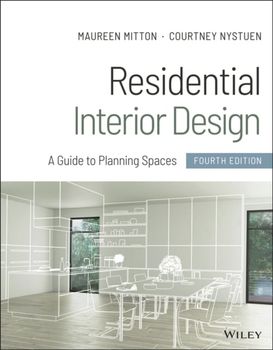 MAUREEN MITTON · COURTNEY NYSTUEN
Residential
Interior Design
A Guide to Planning Spaces FOURTH EDITION
WILEY